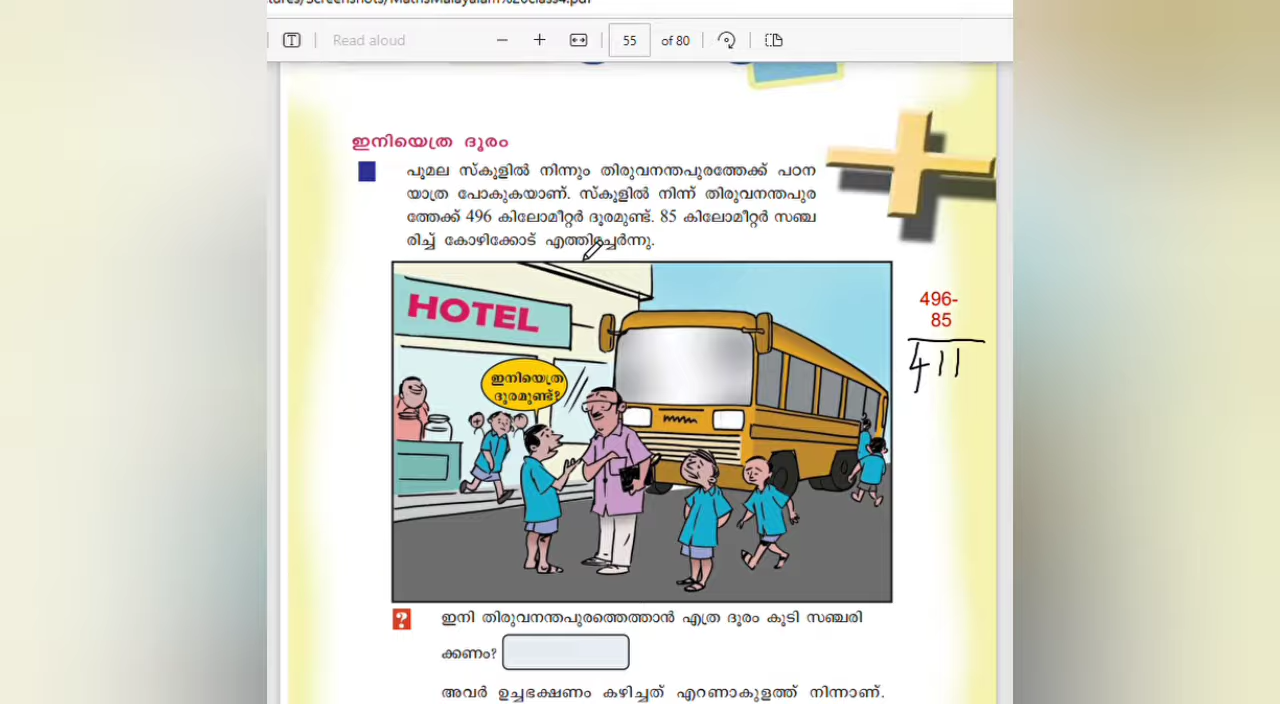 Read aloud
55
of 80
ഇനിയെത്ര ദൂരം
പൂമല സ്കൂളിൽ നിന്നും തിരുവനന്തപുരത്തേക്ക് പഠന
യാത്ര പോകുകയാണ്. സ്കൂളിൽ നിന്ന് തിരുവനന്തപുര
ത്തേക്ക് 496 കിലോമീറ്റർ ദൂരമുണ്ട്. 85 കിലോമീറ്റർ സഞ്ച
രിച്ച് കോഴിക്കോട് എത്തിച്ചേർന്നു.
HOTEL
ഇനിയെത്ര
ദൂരമുണ്ട്?
496-
85
411
? ഇനി തിരുവനന്തപുരത്തെത്താൻ എത്ര ദൂരം കൂടി സഞ്ചരി
ക്കണം?
അവർ ഉച്ചഭക്ഷണം കഴിച്ചത് എറണാകുളത്ത് നിന്നാണ്.